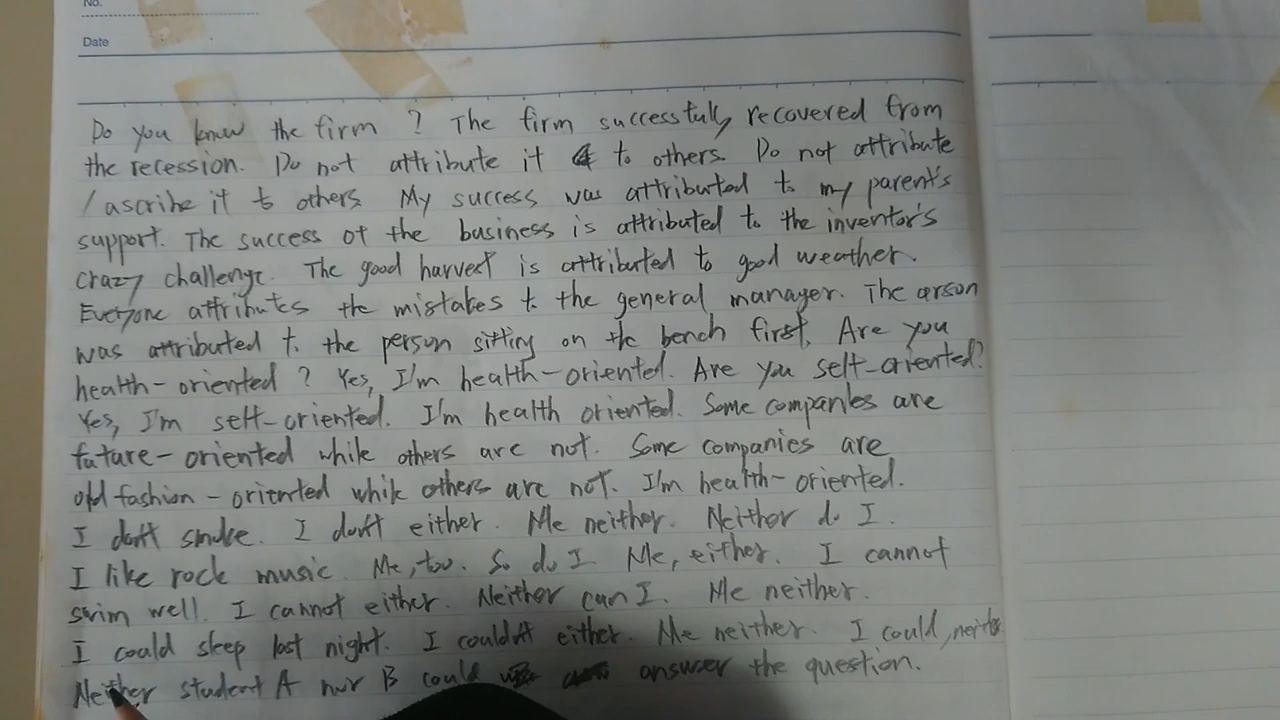 No.
Date
Do you know the firm ? The firm successfully recovered from
the recession. Do not attribute it to others. Do not attribute
/ ascribe it to others. My success was attributed to my parent's
support. The success of the business is attributed to the inventor's
crazy challenge. The good harvest is attributed to good weather.
Everyone attributes the mistakes to the general manager. The arson
was attributed to the person sitting on the bench first. Are you
health-oriented ? Yes, I'm health-oriented. Are you self-oriented?
Yes, I'm self-oriented. I'm health oriented. Some companies are
future-oriented while others are not. Some companies are
old fashion-oriented while others are not. I'm health-oriented.
I don't smoke. I don't either. Me neither. Neither do I.
I like rock music. Me, too. So do I. Me, either. I cannot
swim well. I cannot either. Neither can I. Me neither.
I could sleep last night. I couldn't either. Me neither. I could,
Neither student A nor B could answer the question.